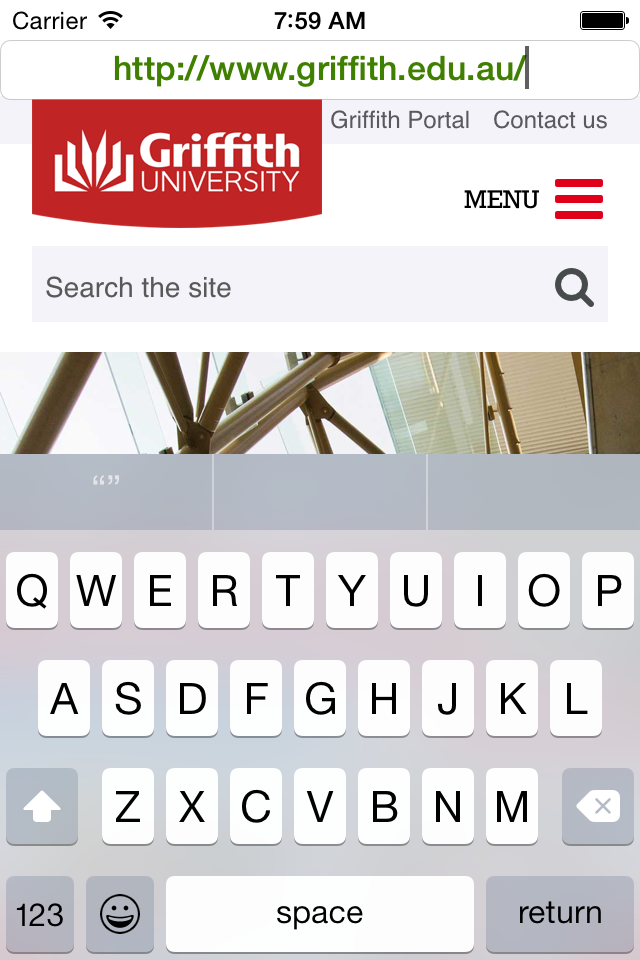 Carrier 7:59 AM
http://www.griffith.edu.au/
Griffith Portal Contact us
Griffith
UNIVERSITY
MENU
Search the site
“”
Q W E R T Y U I O P
A S D F G H J K L
Z X C V B N M
123 space return